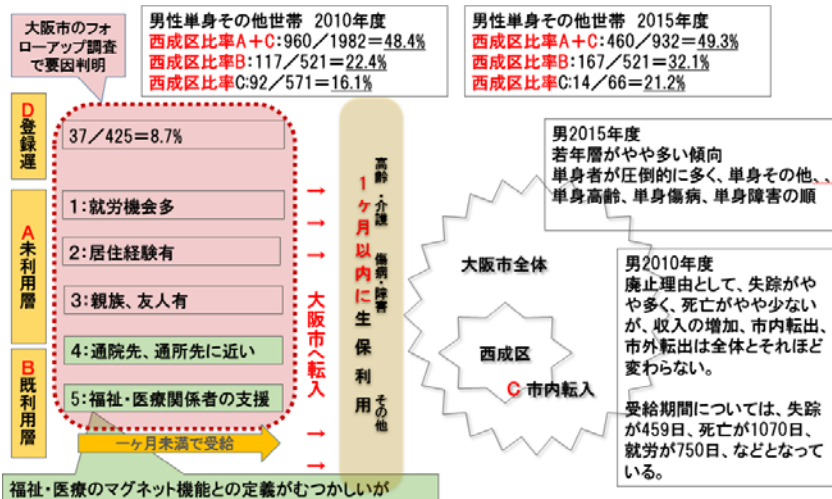 大阪市のフォ
ローアップ調査
で要因判明
男性単身その他世帯 2010年度
西成区比率A+C:960/1982=48.4%
西成区比率B:117/521=22.4%
西成区比率C:92/571=16.1%
男性単身その他世帯 2015年度
西成区比率A+C:460/932=49.3%
西成区比率B:167/521=32.1%
西成区比率C:14/66=21.2%
D登録遅
37/425=8.7%
A未利用層
1:就労機会多
2:居住経験有
3:親族、友人有
B既利用層
4:通院先、通所先に近い
5:福祉・医療関係者の支援
一ヶ月未満で受給
→
→
→
大阪市へ転入
→
→
高齢・介護 傷病・障害 その他
1ヶ月以内に生保利用
大阪市全体
西成区
C 市内転入
男2015年度
若年層がやや多い傾向
単身者が圧倒的に多く、単身その他、、
単身高齢、単身傷病、単身障害の順
男2010年度
廃止理由として、失踪がや
や多く、死亡がやや少ない
が、収入の増加、市内転出、
市外転出は全体とそれほど
変わらない。
受給期間については、失踪
が459日、死亡が1070日、
就労が750日、などとなって
いる。
福祉・医療のマグネット機能との定義がむつかしいが